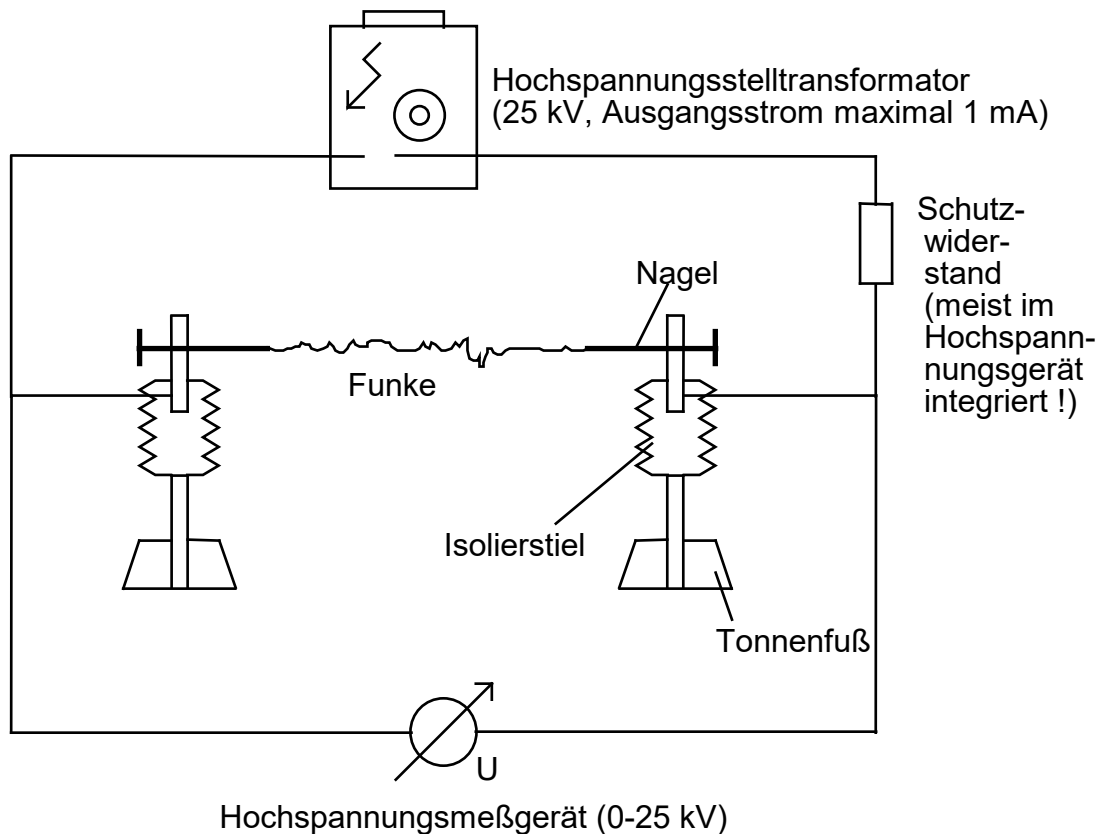 Hochspannungsstelltransformator
(25 kV, Ausgangsstrom maximal 1 mA)
Schutz-
wider-
stand
(meist im
Hochspann-
nungsgerät
integriert !)
Nagel
Funke
Isolierstiel
Tonnenfuß
U
Hochspannungsmeßgerät (0-25 kV)